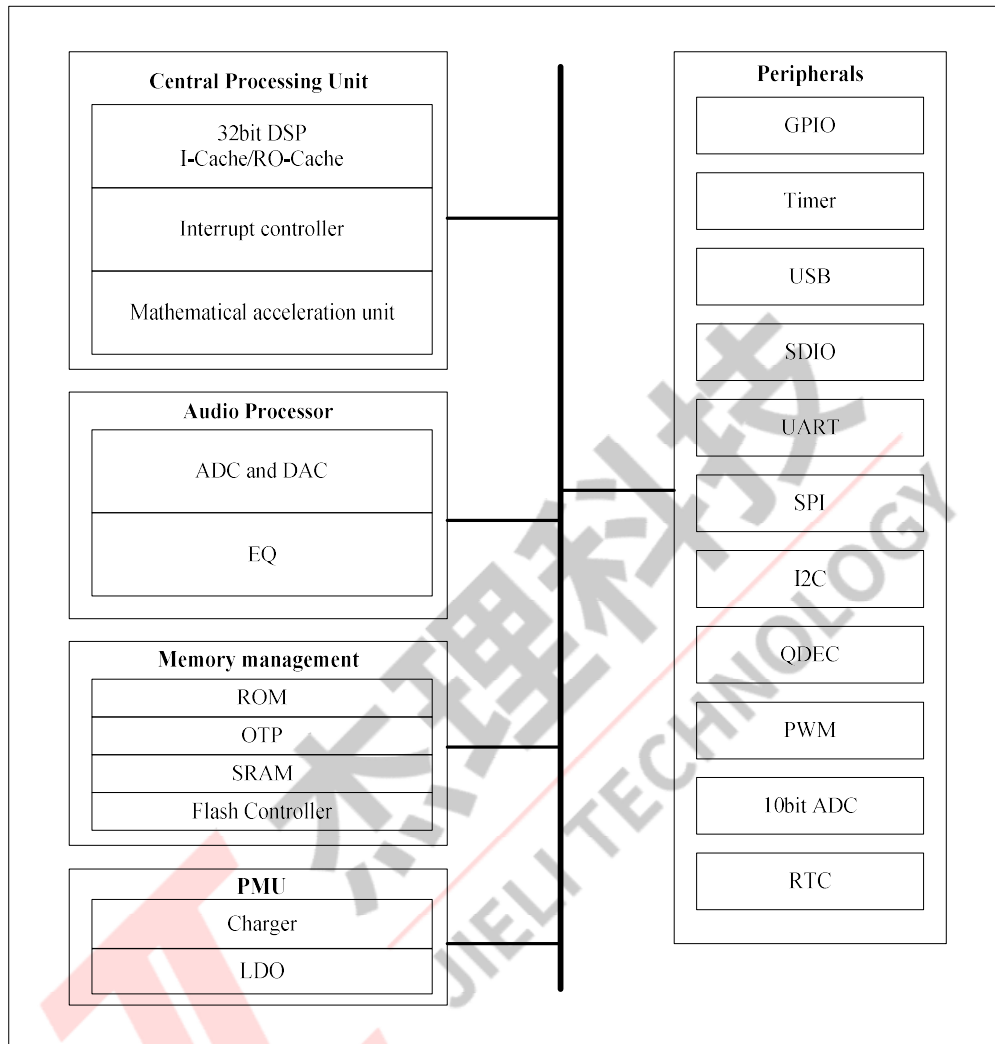 Central Processing Unit
32bit DSP
I-Cache/RO-Cache
Interrupt controller
Mathematical acceleration unit
Audio Processor
ADC and DAC
EQ
Memory management
ROM
OTP
SRAM
Flash Controller
PMU
Charger
LDO
Peripherals
GPIO
Timer
USB
SDIO
UART
SPI
I2C
QDEC
PWM
10bit ADC
RTC
杰理科技
JIELI TECHNOLOGY